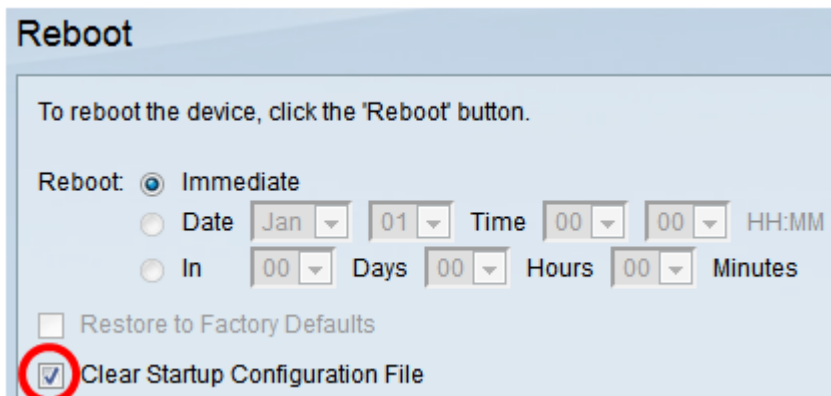 Reboot
To reboot the device, click the 'Reboot' button.
Reboot: Immediate
Date Jan 01 Time 00 00 HH:MM
In 00 Days 00 Hours 00 Minutes
Restore to Factory Defaults
Clear Startup Configuration File